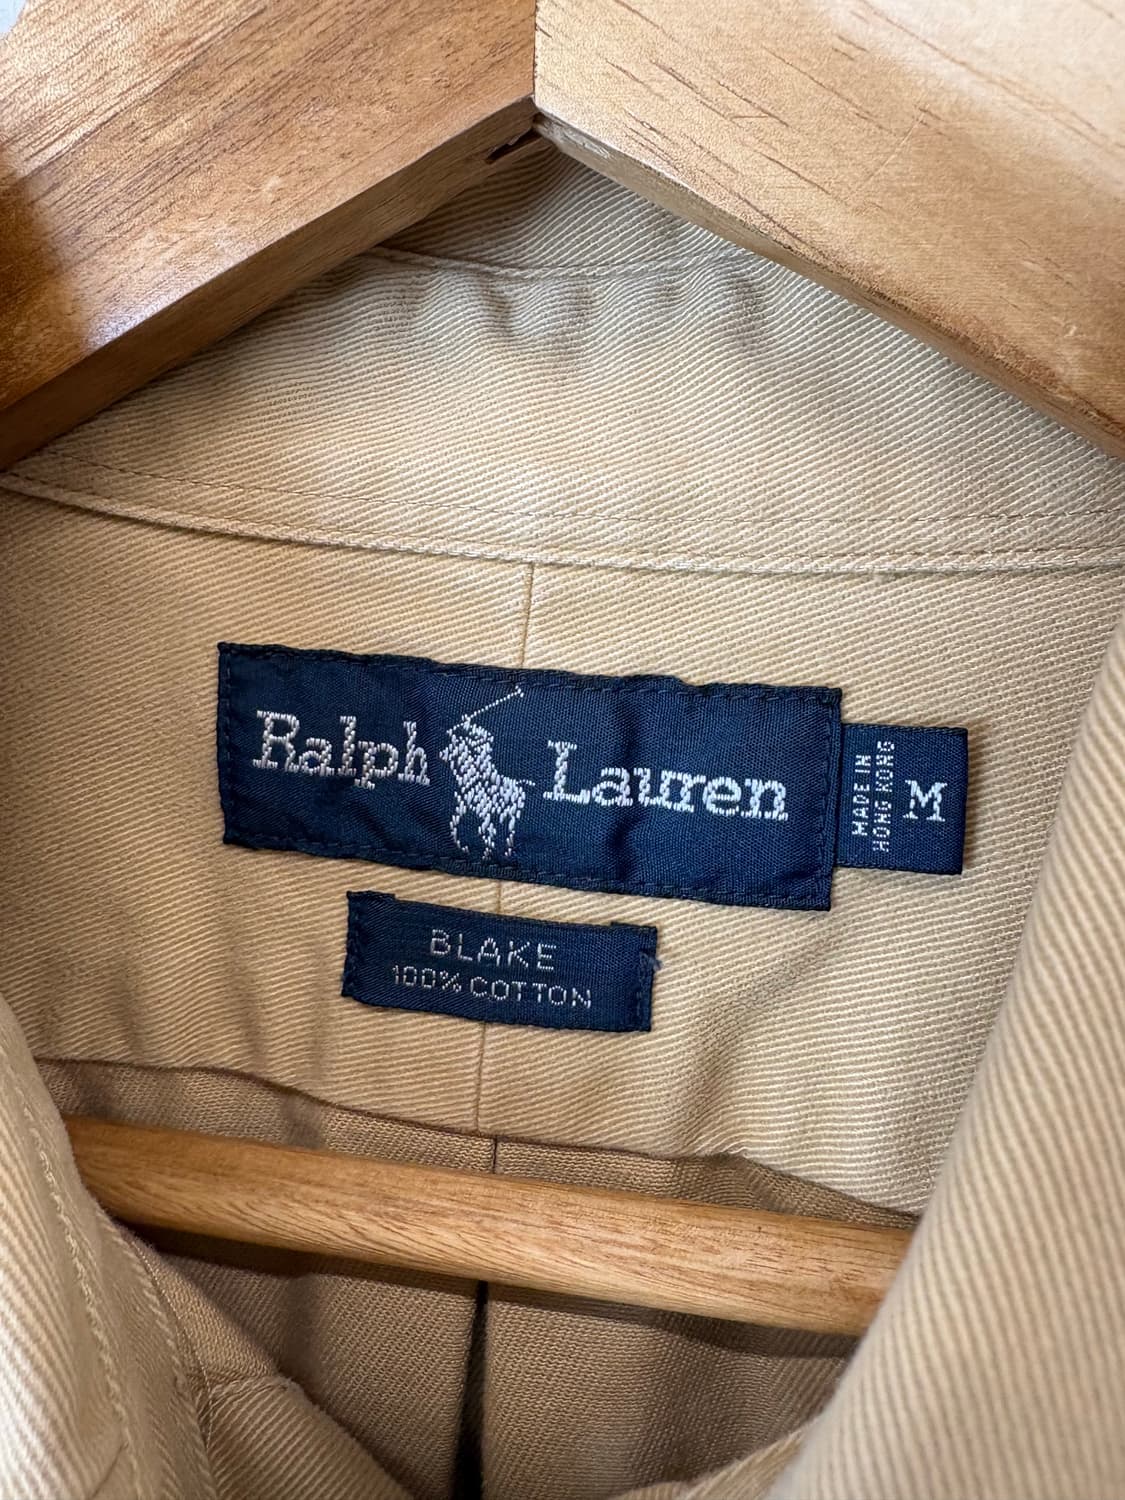 Ralph Lauren
MADE IN
HONG KONG
M
BLAKE
100% COTTON